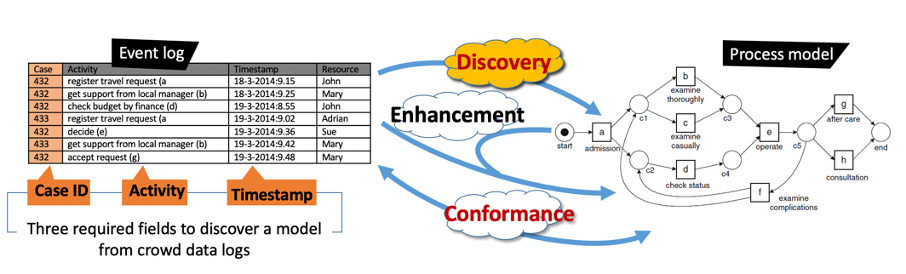 Event log
Case Activity Timestamp Resource
432 register travel request (a 18-3-2014:9.15 John
432 get support from local manager (b) 18-3-2014:9.25 Mary
432 check budget by finance (d) 19-3-2014:8.55 John
433 register travel request (a 19-3-2014:9.02 Adrian
432 decide (e) 19-3-2014:9.36 Sue
433 get support from local manager (b) 19-3-2014:9.42 Mary
432 accept request (g) 19-3-2014:9.48 Mary
Case ID
Activity
Timestamp
Three required fields to discover a model
from crowd data logs
Discovery
Enhancement
Conformance
Process model
start
a
admission
c1
c2
b
examine
thoroughly
c
examine
casually
d
check status
c3
c4
e
operate
c5
f
examine
complications
g
after care
h
consultation
end